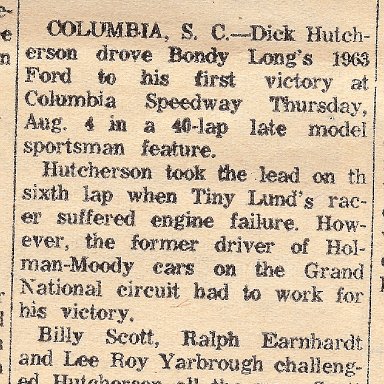 COLUMBIA, S. C.—Dick Hutch-
erson drove Bondy Long's 1963
Ford to his first victory at
Columbia Speedway Thursday,
Aug. 4 in a 40-lap late model
sportsman feature.
Hutcherson took the lead on th
sixth lap when Tiny Lund's rac-
er suffered engine failure. How-
ever, the former driver of Hol-
man-Moody cars on the Grand
National circuit had to work for
his victory.
Billy Scott, Ralph Earnhardt
and Lee Roy Yarbrough challeng-
ed Hutcherson all